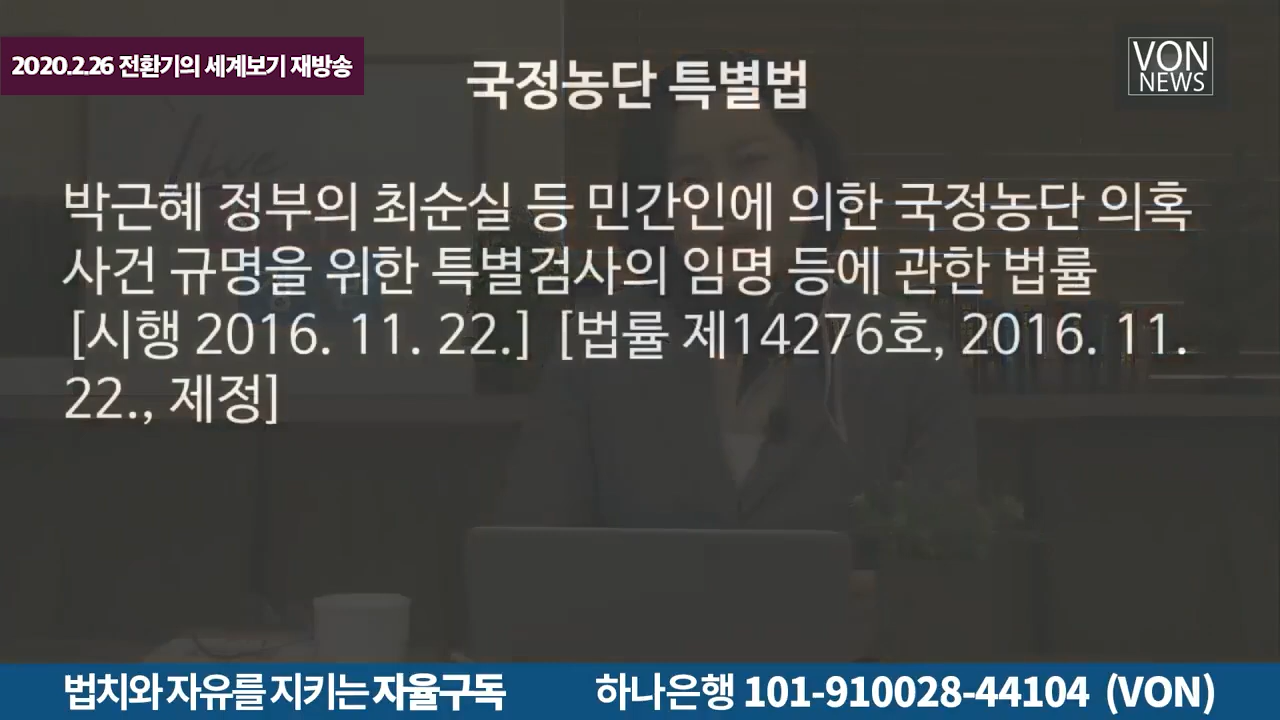 2020.2.26 전환기의 세계보기 재방송
VON
NEWS
국정농단 특별법
Live
박근혜 정부의 최순실 등 민간인에 의한 국정농단 의혹
사건 규명을 위한 특별검사의 임명 등에 관한 법률
[시행 2016. 11. 22.] [법률 제14276호, 2016. 11.
22., 제정]
법치와 자유를 지키는 자율구독
하나은행 101-910028-44104 (VON)